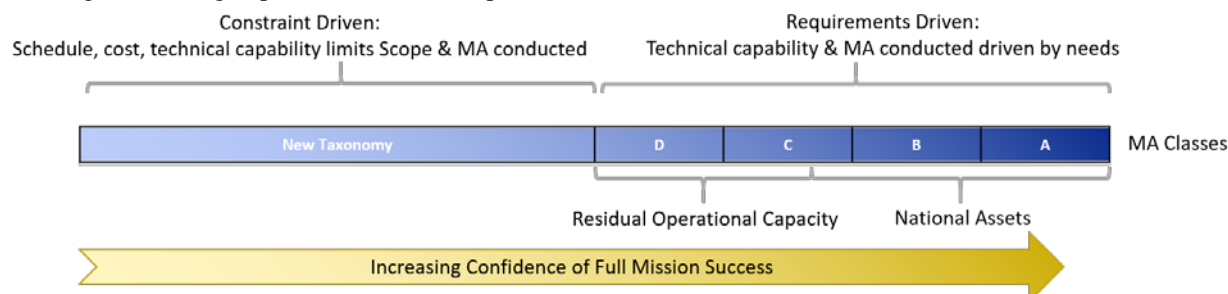 Constraint Driven:
Schedule, cost, technical capability limits Scope & MA conducted
Requirements Driven:
Technical capability & MA conducted driven by needs
New Taxonomy
D
C
B
A
MA Classes
Residual Operational Capacity
National Assets
Increasing Confidence of Full Mission Success